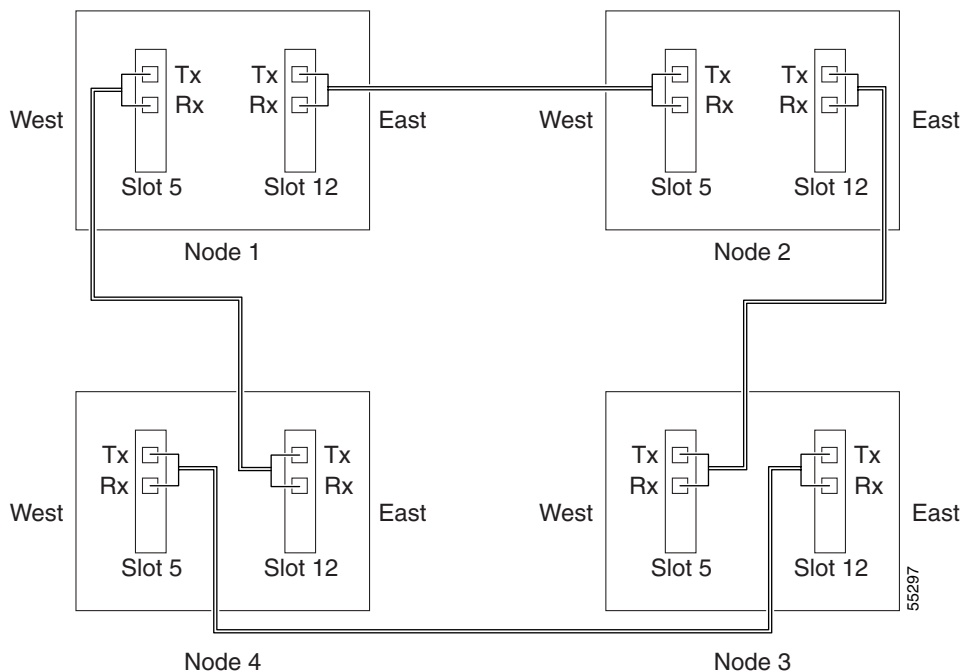 Tx
Tx
Tx
Tx
Rx
Rx
Rx
Rx
West
East
West
East
Slot 5
Slot 12
Slot 5
Slot 12
Node 1
Node 2
Tx
Tx
Tx
Tx
Rx
Rx
Rx
Rx
West
East
West
East
Slot 5
Slot 12
Slot 5
Slot 12
55297
Node 4
Node 3